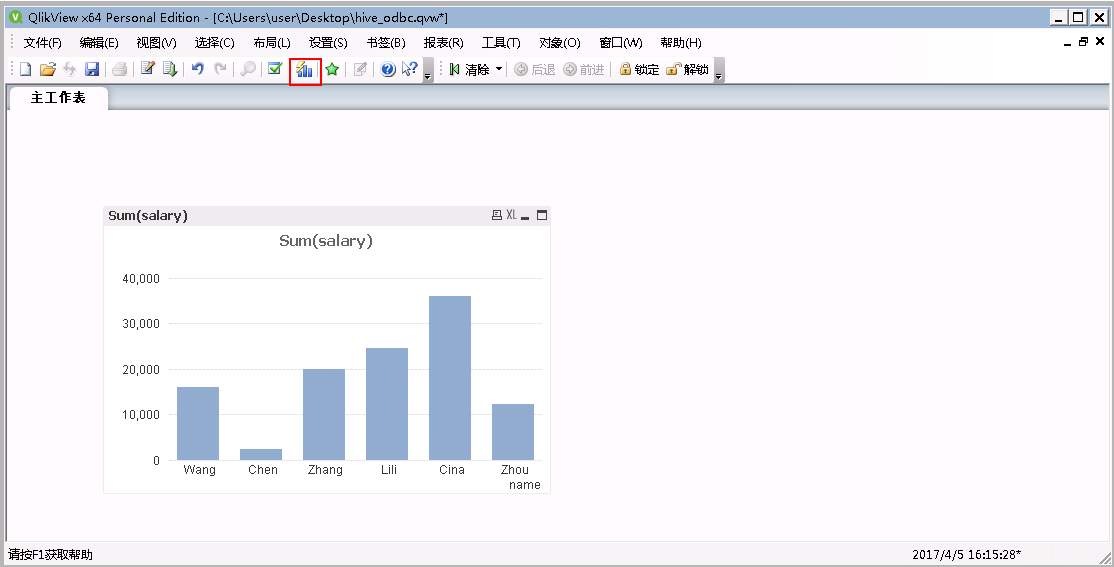 QlikView x64 Personal Edition - [C:\Users\user\Desktop\hive_odbc.qvw*]
文件(F) 编辑(E) 视图(V) 选择(C) 布局(L) 设置(S) 书签(B) 报表(R) 工具(T) 对象(O) 窗口(W) 帮助(H)
清除 后退 前进 锁定 解锁
主工作表
Sum(salary) XL
Sum(salary)
40,000
30,000
20,000
10,000
0
Wang Chen Zhang Lili Cina Zhou
name
请按F1获取帮助 2017/4/5 16:15:28*